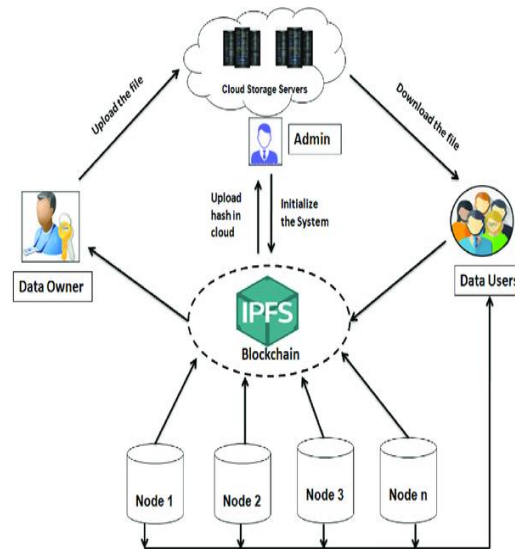 Cloud Storage Servers
Upload the file
Download the file
Admin
Upload
hash in
cloud
Initialize
the System
Data Owner
Data Users
IPFS
Blockchain
Node 1
Node 2
Node 3
Node n